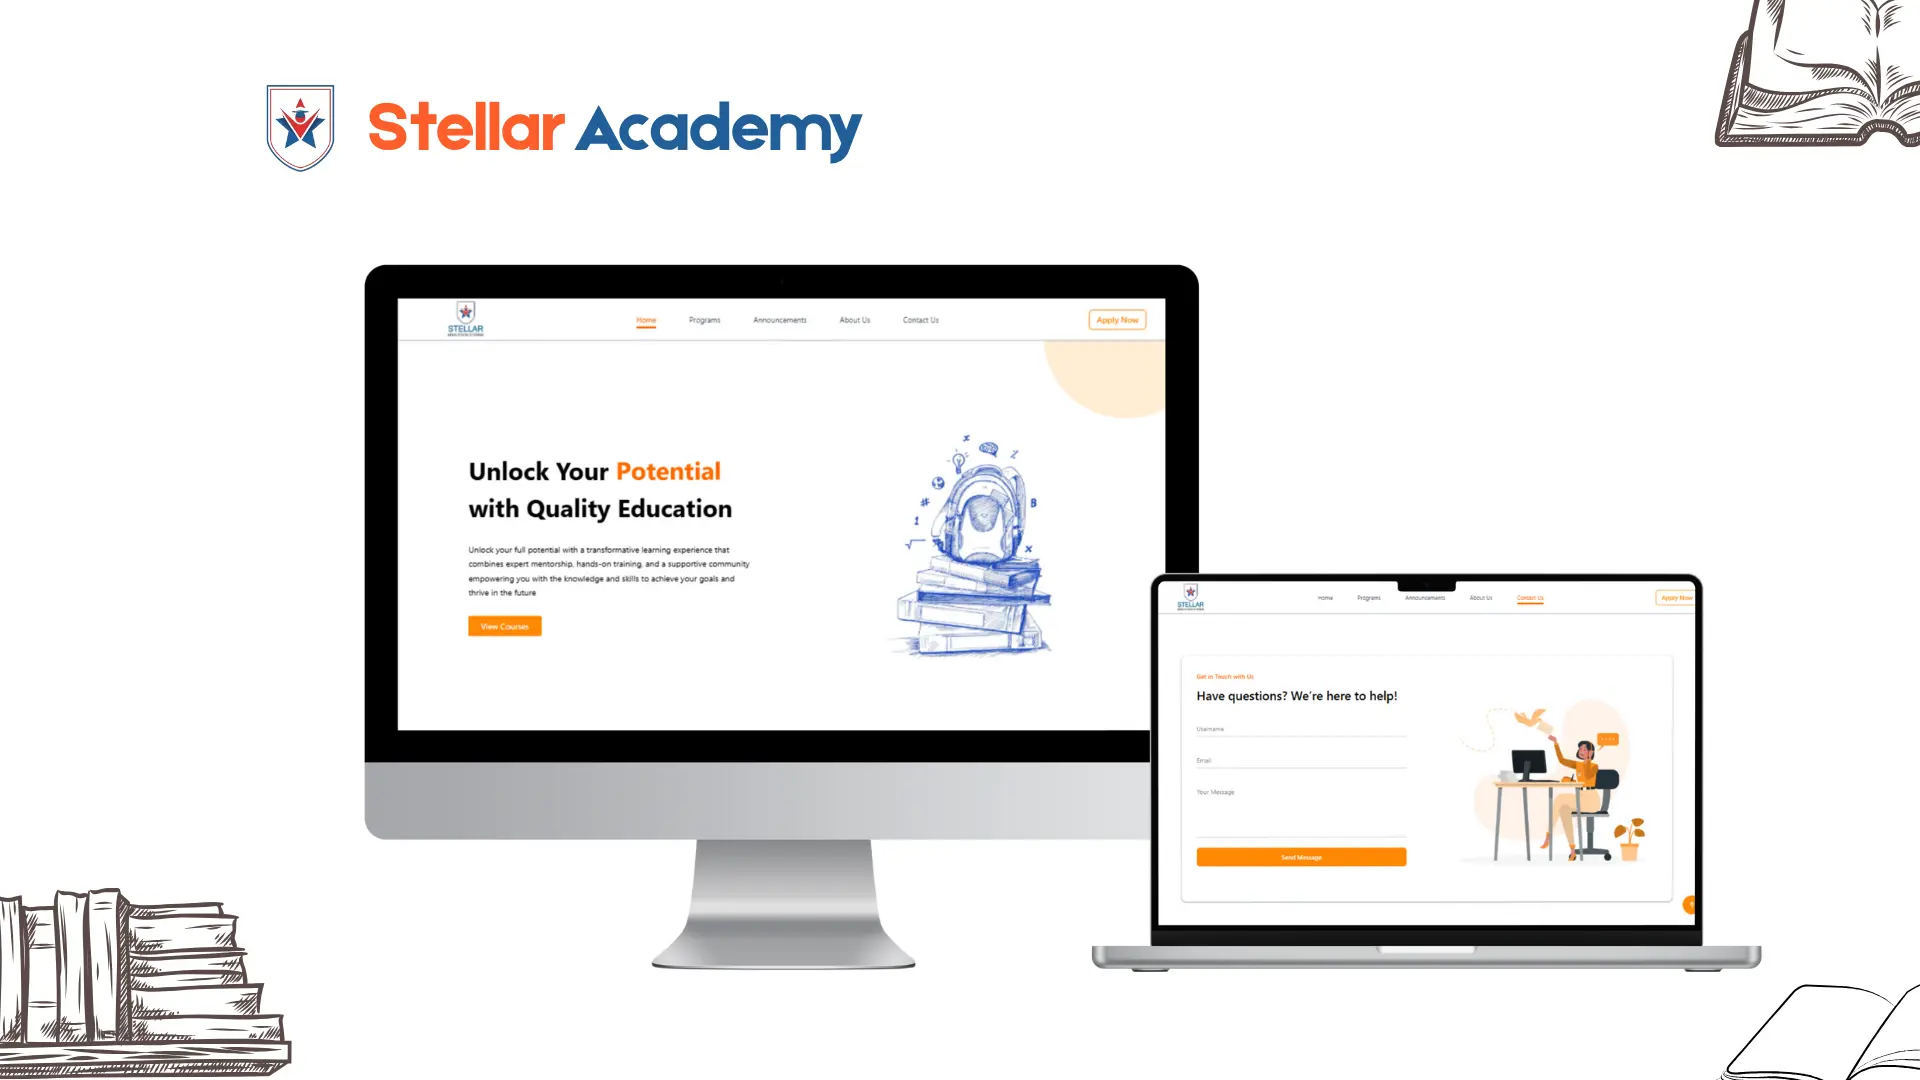 Stellar Academy
STELLAR
Home Programs Announcements About Us Contact Us Apply Now
Unlock Your Potential
with Quality Education
Unlock your full potential with a transformative learning experience that
combines expert mentorship, hands-on training, and a supportive community
empowering you with the knowledge and skills to achieve your goals and
thrive in the future
View Courses
STELLAR
Home Programs Announcements About Us Contact Us Apply Now
Get in Touch with Us
Have questions? We're here to help!
Username
Email
Your Message
Send Message